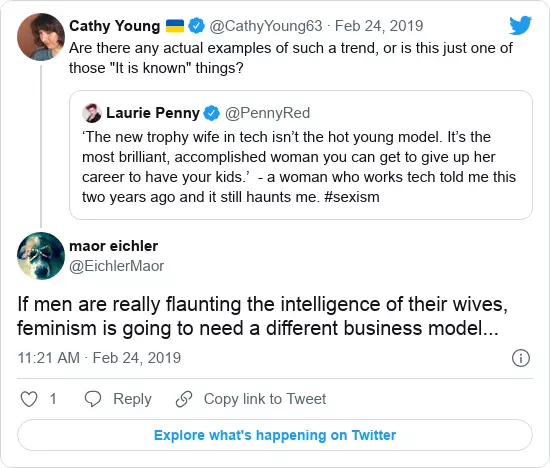 Cathy Young 🇺🇦 @CathyYoung63 · Feb 24, 2019
Are there any actual examples of such a trend, or is this just one of
those "It is known" things?
Laurie Penny @PennyRed
‘The new trophy wife in tech isn’t the hot young model. It’s the
most brilliant, accomplished woman you can get to give up her
career to have your kids.’  - a woman who works tech told me this
two years ago and it still haunts me. #sexism
maor eichler
@EichlerMaor
If men are really flaunting the intelligence of their wives,
feminism is going to need a different business model...
11:21 AM · Feb 24, 2019
1 Reply Copy link to Tweet
Explore what's happening on Twitter